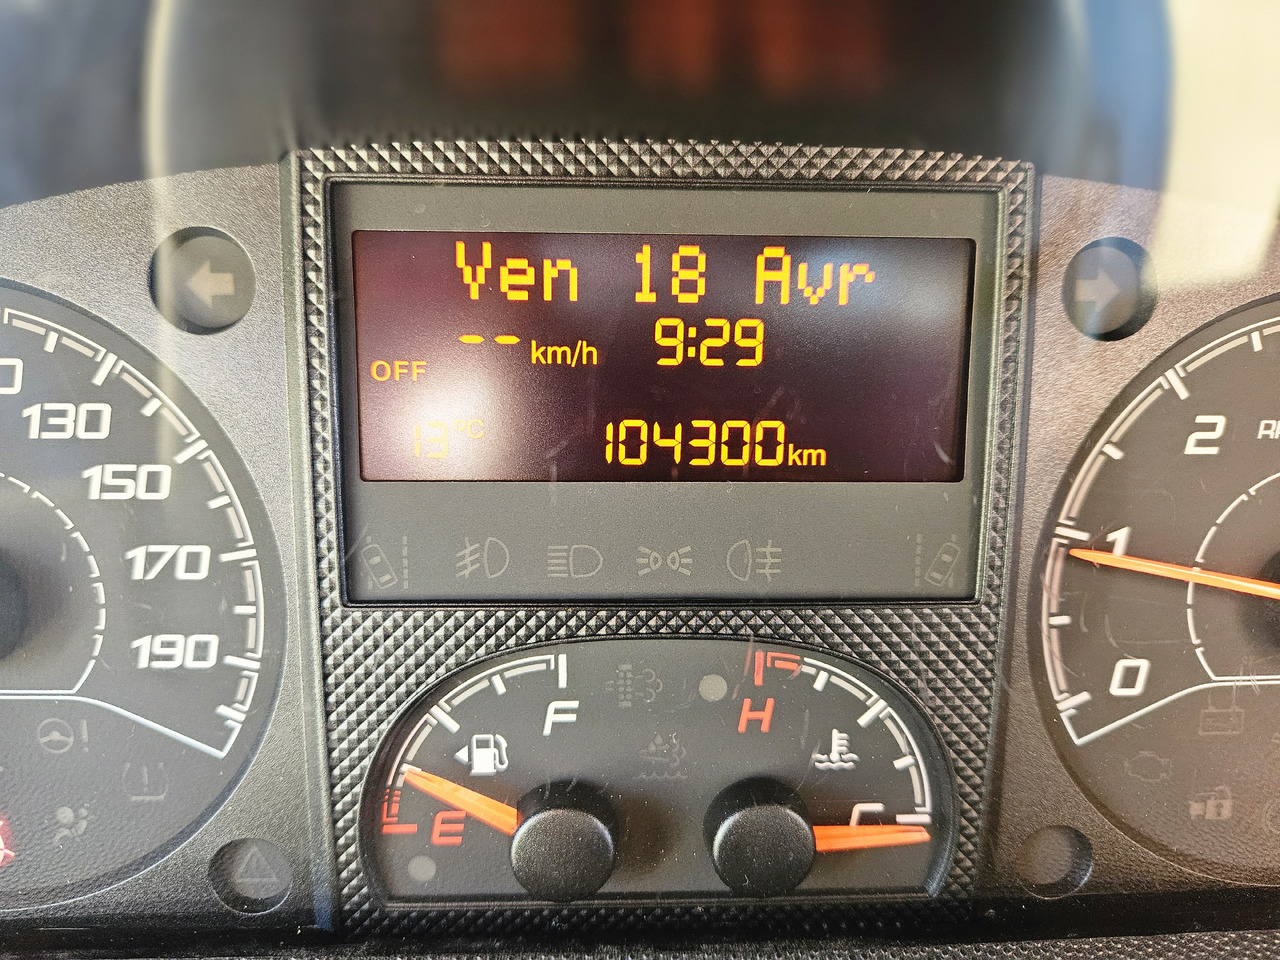 Ven 18 Avr
-- km/h 9:29
OFF
13°C 104300km
130
150
170
190
2
1
0
F
H
E
C